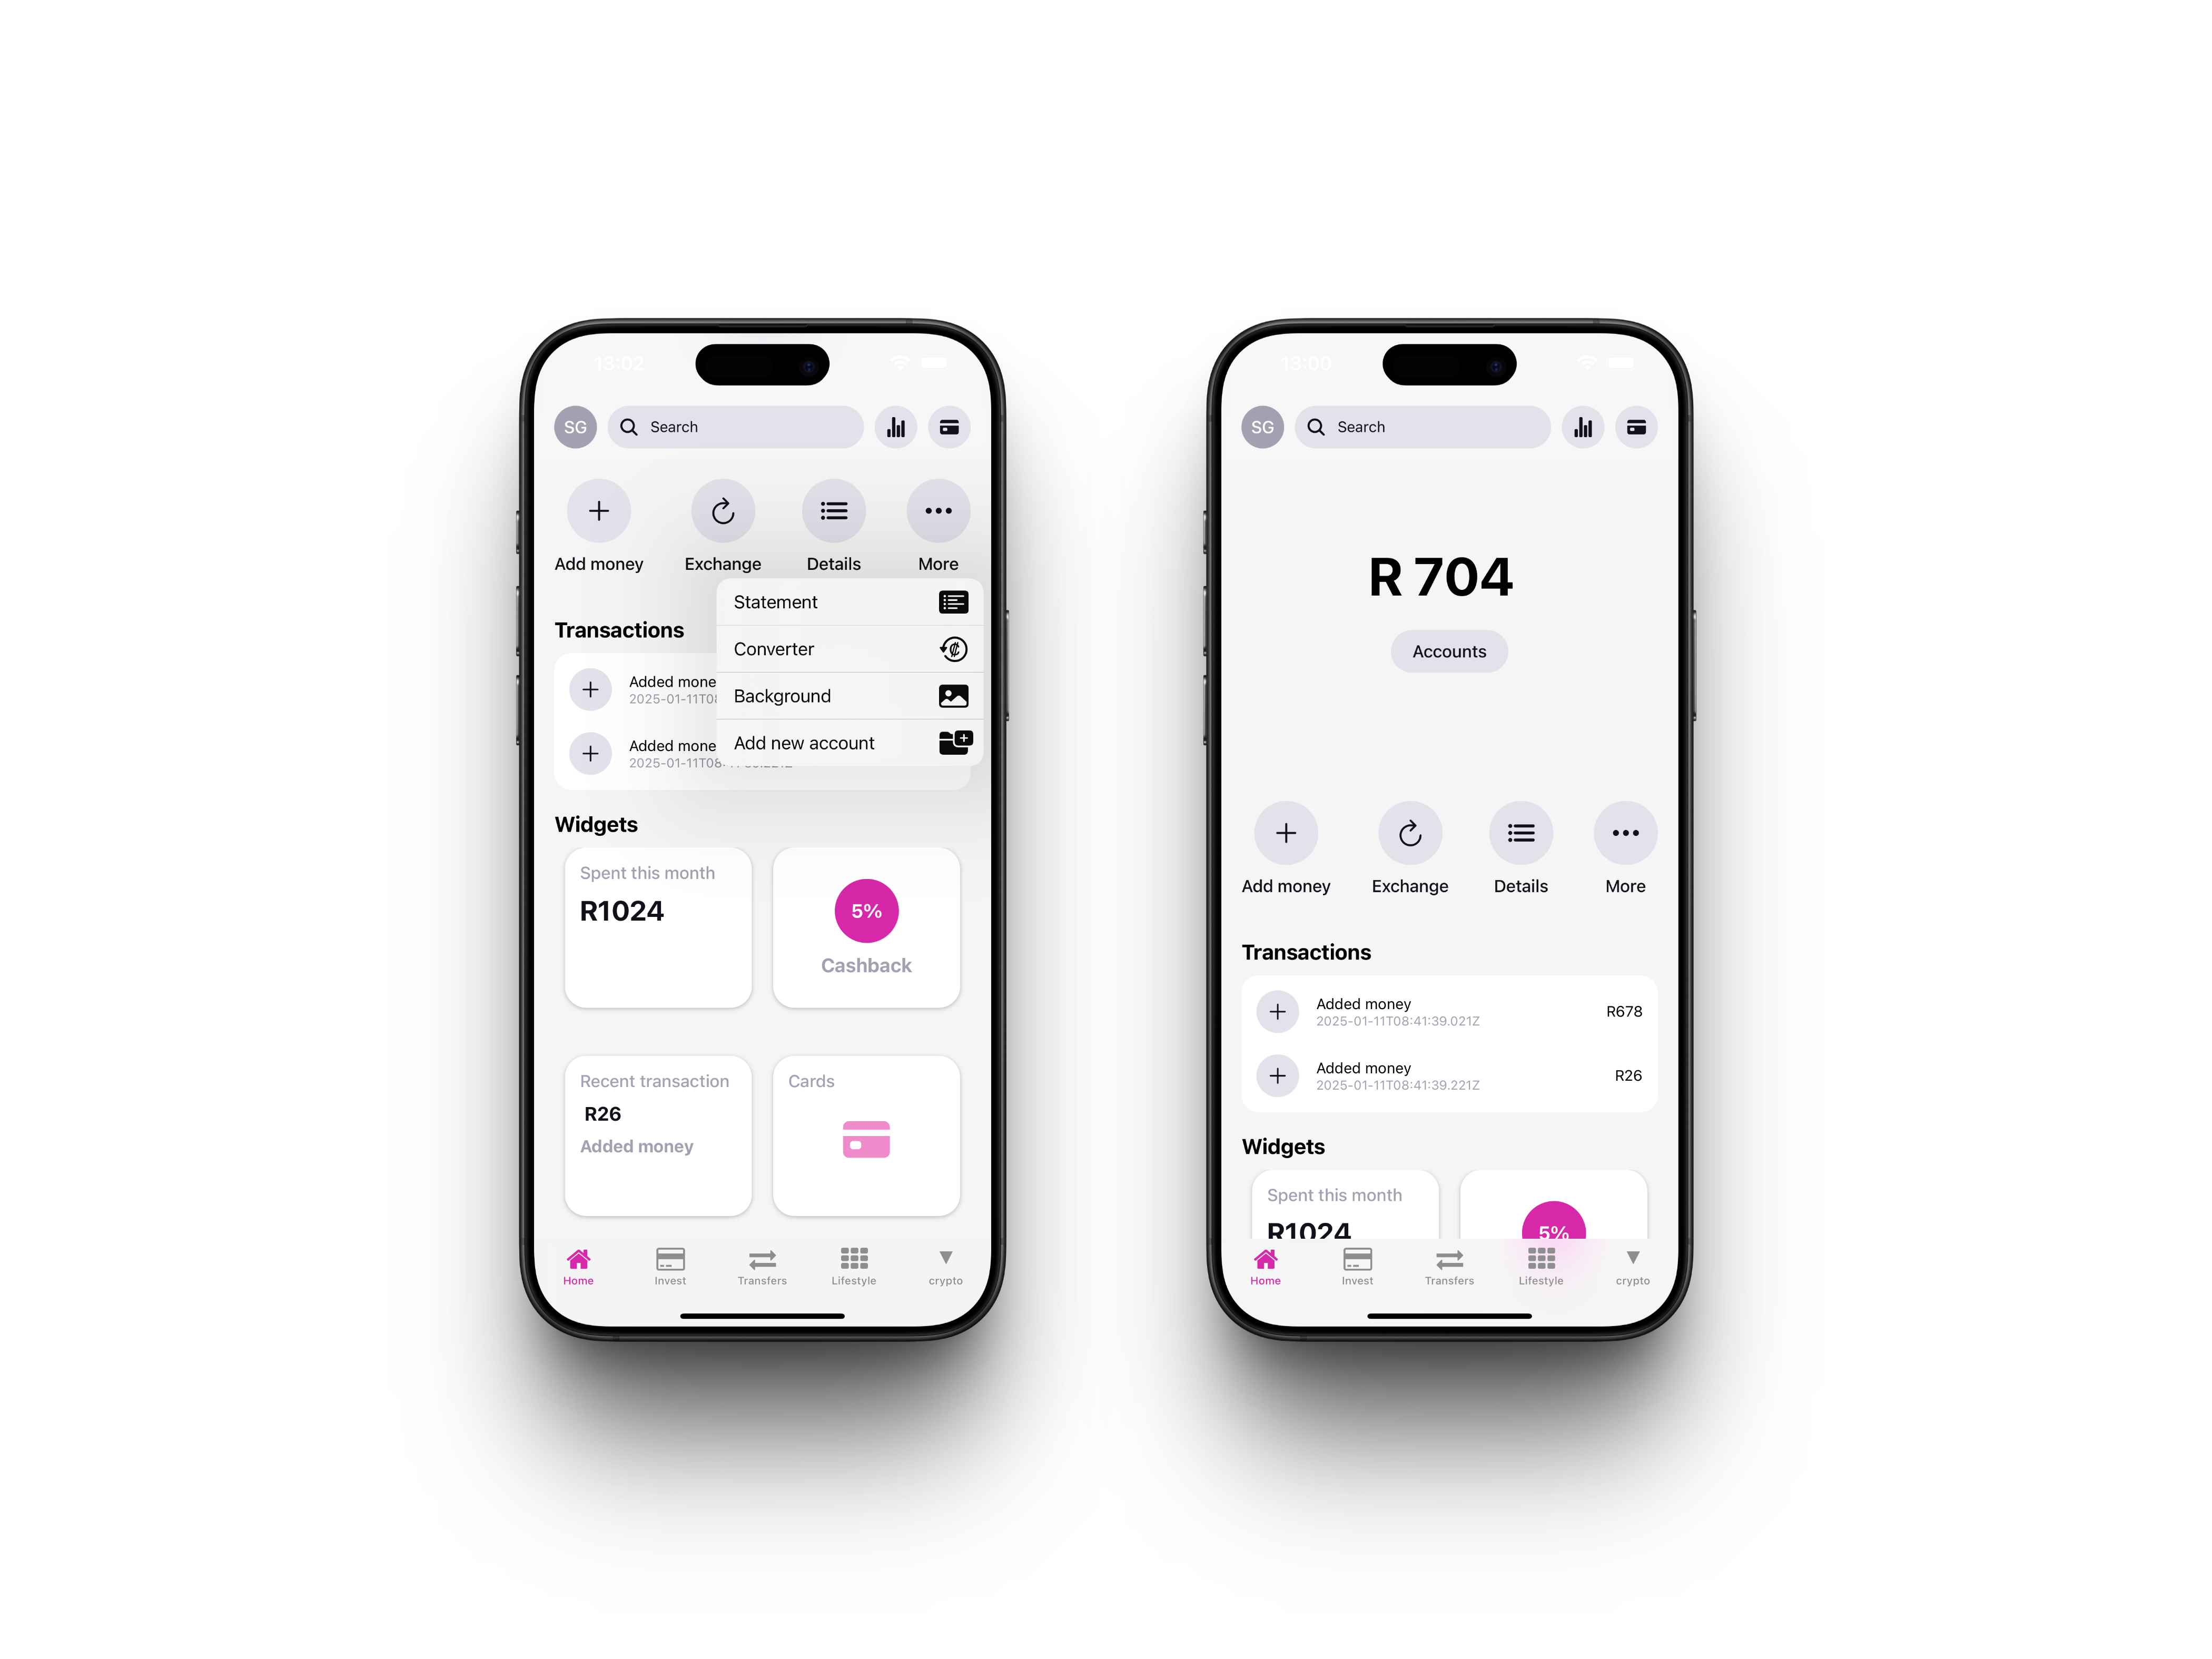 13:02
SG
Search
Add money
Exchange
Details
More
Statement
Converter
Background
Add new account
Transactions
Added mone
2025-01-11T08
Added mone
2025-01-11T08:
Widgets
Spent this month
R1024
5%
Cashback
Recent transaction
R26
Added money
Cards
Home
Invest
Transfers
Lifestyle
crypto
13:00
SG
Search
R 704
Accounts
Add money
Exchange
Details
More
Transactions
Added money
2025-01-11T08:41:39.021Z
R678
Added money
2025-01-11T08:41:39.221Z
R26
Widgets
Spent this month
R1024
5%
Home
Invest
Transfers
Lifestyle
crypto